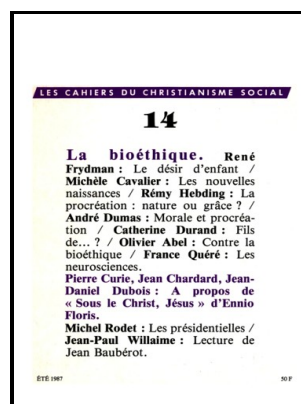 LES CAHIERS DU CHRISTIANISME SOCIAL
14
La bioéthique. René
Frydman : Le désir d'enfant /
Michèle Cavalier : Les nouvelles
naissances / Rémy Hebding : La
procréation : nature ou grâce ? /
André Dumas : Morale et procréa-
tion / Catherine Durand : Fils
de... ? / Olivier Abel : Contre la
bioéthique / France Quéré : Les
neurosciences.
Pierre Curie, Jean Chardard, Jean-
Daniel Dubois : A propos de
« Sous le Christ, Jésus » d'Ennio
Floris.
Michel Rodet : Les présidentielles /
Jean-Paul Willaime : Lecture de
Jean Baubérot.
ÉTÉ 1987 50 F